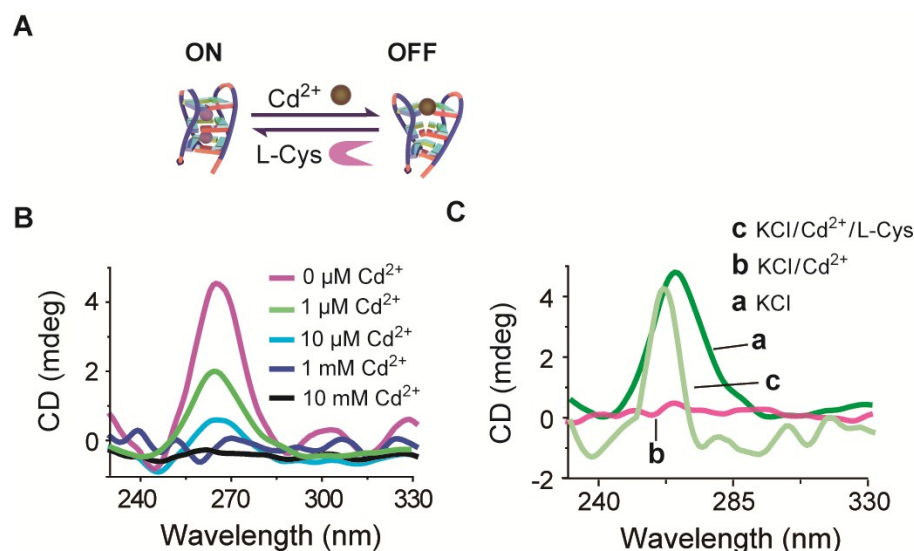 A
ON
OFF
Cd²⁺
L-Cys
B
CD (mdeg)
4
2
0
240
270
300
330
Wavelength (nm)
0 µM Cd²⁺
1 µM Cd²⁺
10 µM Cd²⁺
1 mM Cd²⁺
10 mM Cd²⁺
C
c KCl/Cd²⁺/L-Cys
b KCl/Cd²⁺
a KCl
a
c
b
CD (mdeg)
4
2
0
-2
240
285
330
Wavelength (nm)